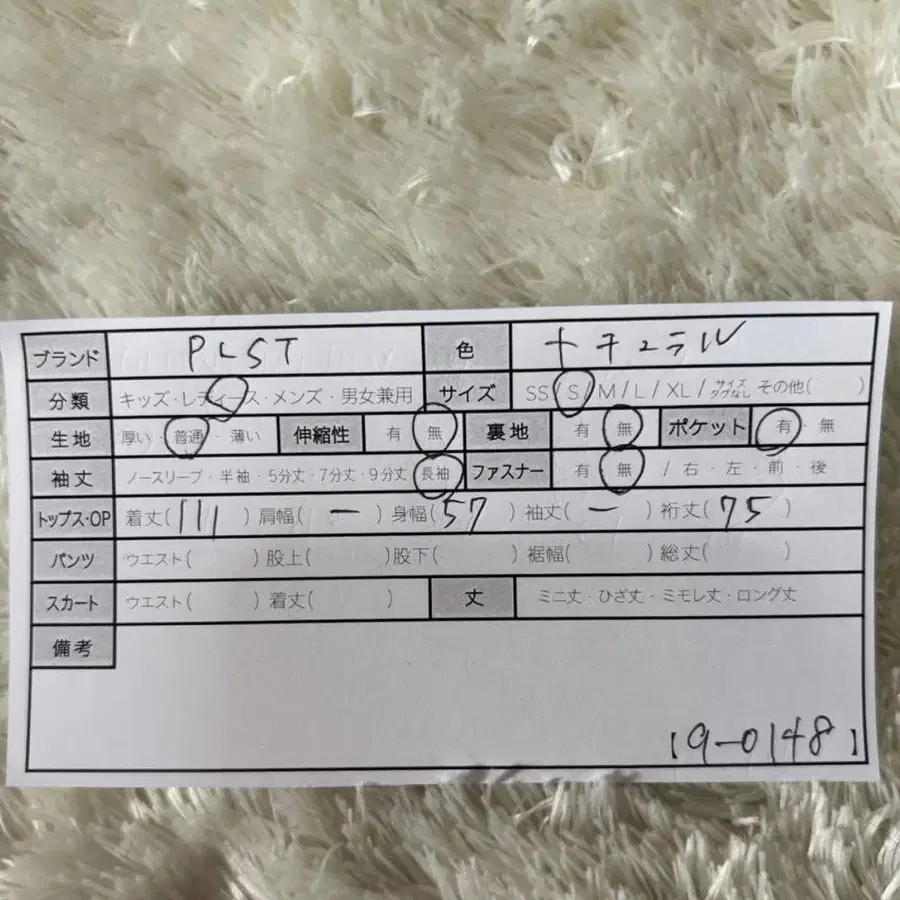 ブランド PLST 色 ナチュラル
分類 キッズ・レディース・メンズ・男女兼用 サイズ SS/S/M/L/XL/サイズタグなし その他( )
生地 厚い・普通・薄い 伸縮性 有・無 裏地 有・無 ポケット 有・無
袖丈 ノースリーブ・半袖・5分丈・7分丈・9分丈・長袖 ファスナー 有・無 / 右・左・前・後
トップス・OP 着丈(111) 肩幅(ー) 身幅(57) 袖丈(ー) 裄丈(75)
パンツ ウエスト( ) 股上( ) 股下( ) 裾幅( ) 総丈( )
スカート ウエスト( ) 着丈( ) 丈 ミニ丈・ひざ丈・ミモレ丈・ロング丈
備考
【9-0148】